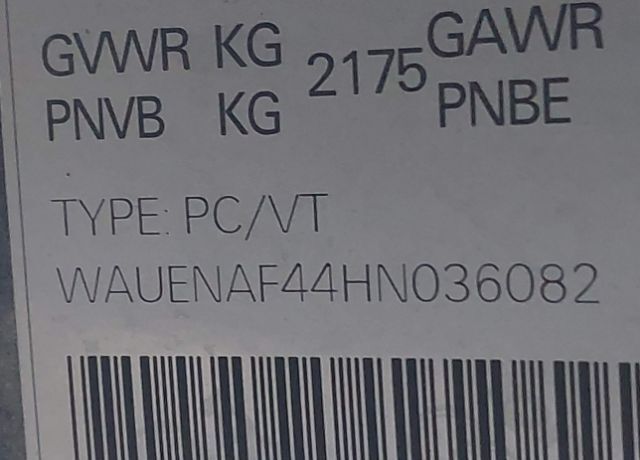 GVWR KG 2175 GAWR
PNVB KG PNBE
TYPE: PC/VT
WAUENAF44HN036082